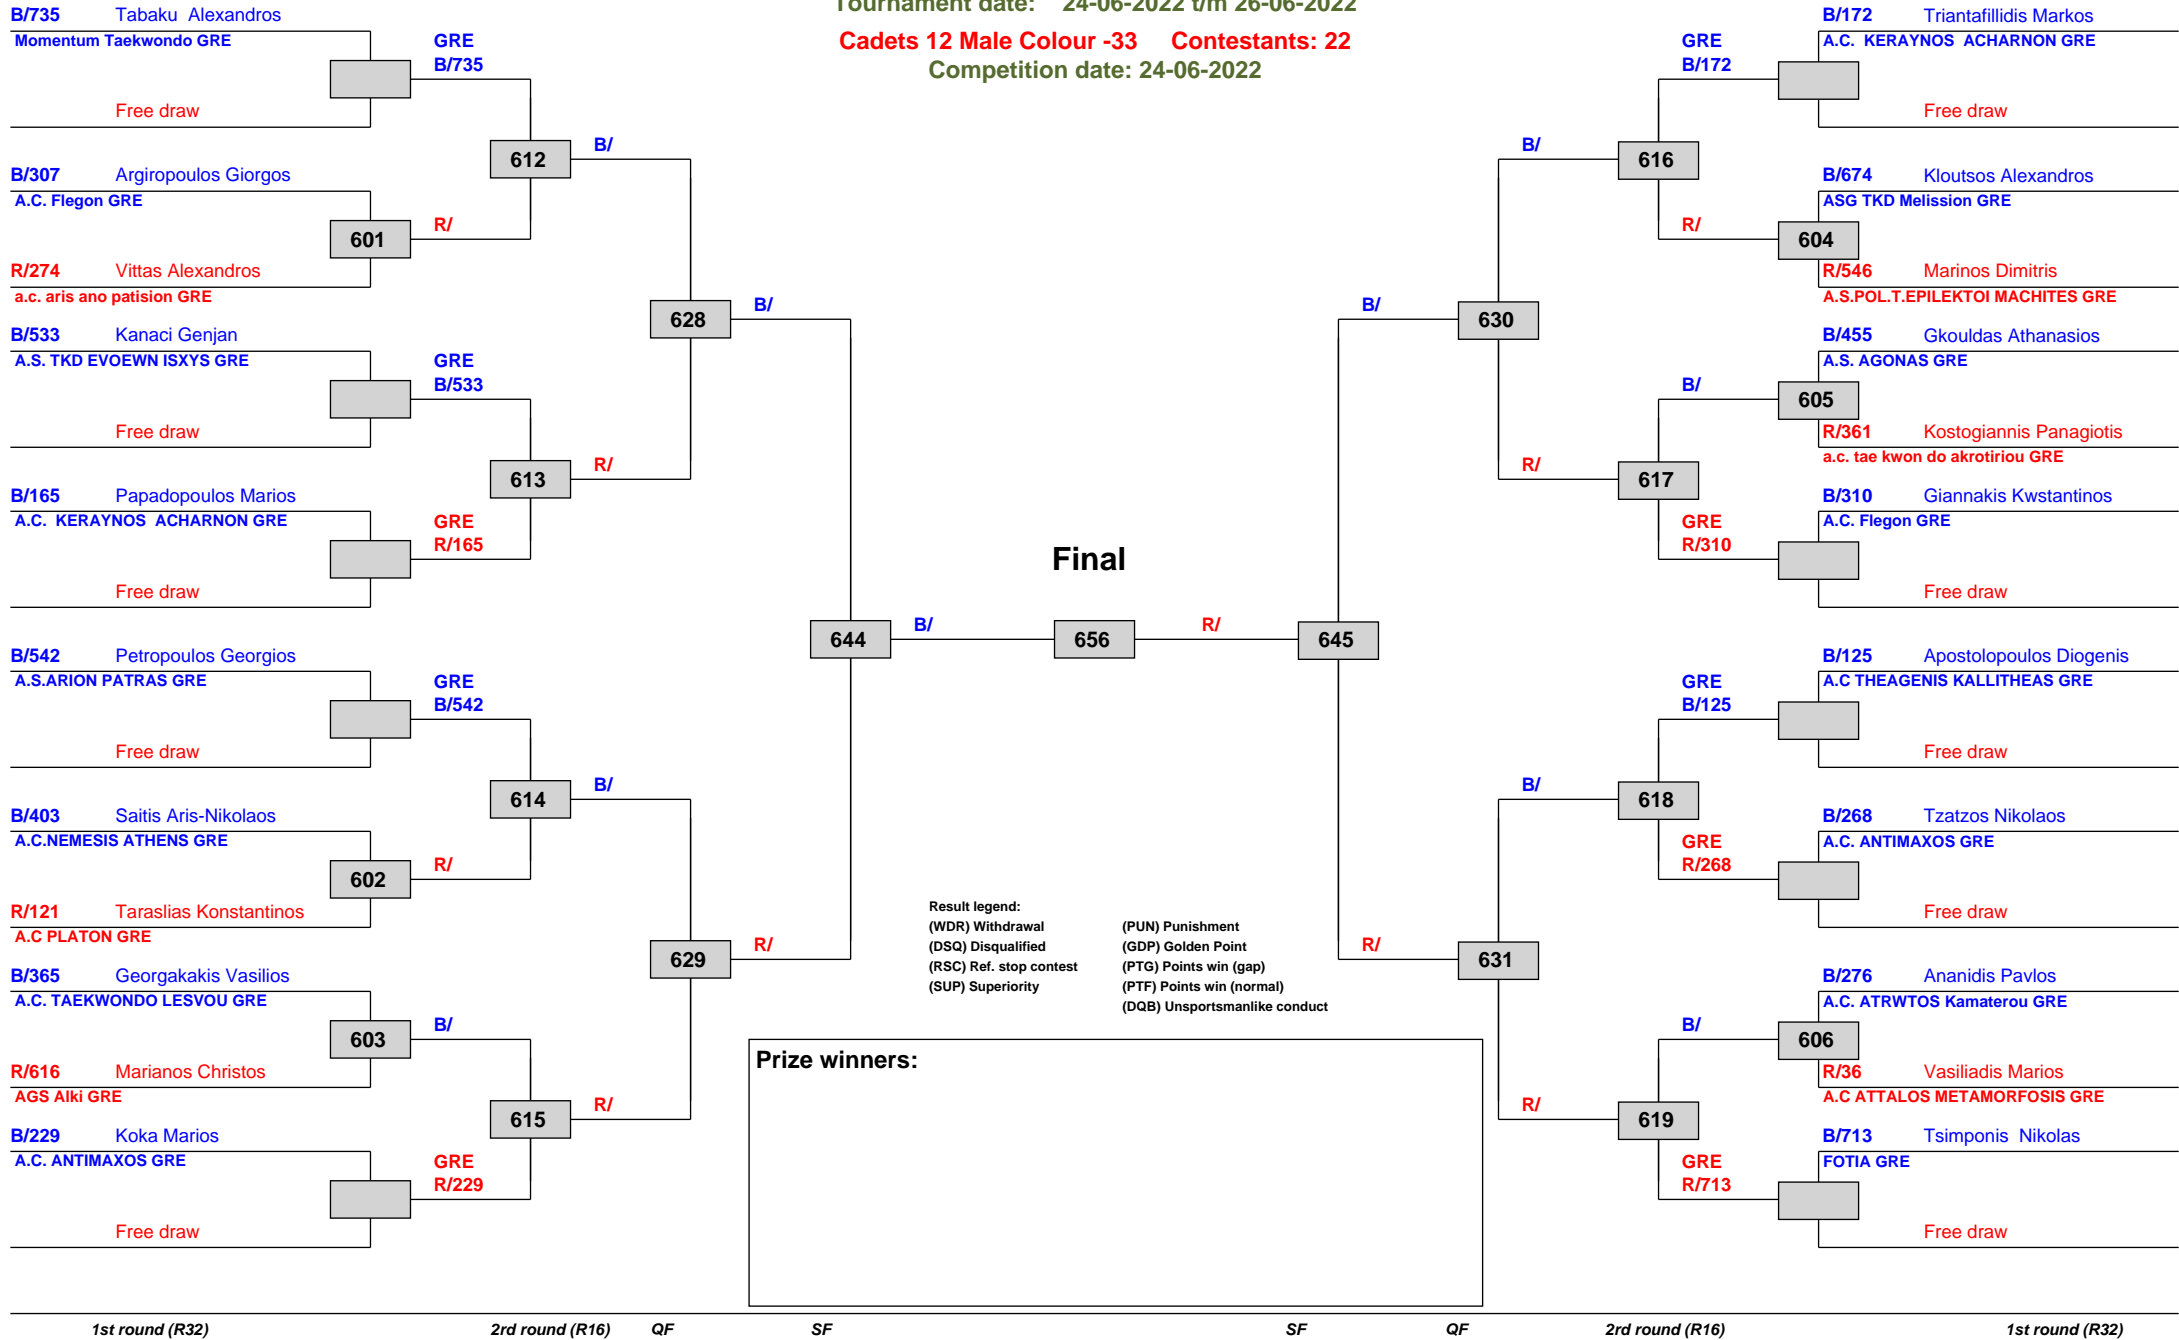 Tournament date: 24-06-2022 t/m 26-06-2022
Cadets 12 Male Colour -33 Contestants: 22
Competition date: 24-06-2022
B/735 Tabaku Alexandros
Momentum Taekwondo GRE
GRE
B/735
Free draw
612
B/
B/307 Argiropoulos Giorgos
A.C. Flegon GRE
601
R/
R/274 Vittas Alexandros
a.c. aris ano patision GRE
628
B/
B/533 Kanaci Genjan
A.S. TKD EVOEWN ISXYS GRE
GRE
B/533
Free draw
613
R/
B/165 Papadopoulos Marios
A.C. KERAYNOS ACHARNON GRE
GRE
R/165
Free draw
644
B/
B/542 Petropoulos Georgios
A.S.ARION PATRAS GRE
GRE
B/542
Free draw
614
B/
B/403 Saitis Aris-Nikolaos
A.C.NEMESIS ATHENS GRE
602
R/
R/121 Taraslias Konstantinos
A.C PLATON GRE
629
R/
B/365 Georgakakis Vasilios
A.C. TAEKWONDO LESVOU GRE
603
B/
R/616 Marianos Christos
AGS Alki GRE
615
R/
B/229 Koka Marios
A.C. ANTIMAXOS GRE
GRE
R/229
Free draw
Final
656
R/
645
B/172 Triantafillidis Markos
A.C. KERAYNOS ACHARNON GRE
GRE
B/172
Free draw
B/
616
B/674 Kloutsos Alexandros
ASG TKD Melission GRE
R/
604
R/546 Marinos Dimitris
A.S.POL.T.EPILEKTOI MACHITES GRE
B/
630
B/455 Gkouldas Athanasios
A.S. AGONAS GRE
B/
605
R/361 Kostogiannis Panagiotis
a.c. tae kwon do akrotiriou GRE
R/
617
B/310 Giannakis Kwstantinos
A.C. Flegon GRE
GRE
R/310
Free draw
B/125 Apostolopoulos Diogenis
A.C THEAGENIS KALLITHEAS GRE
GRE
B/125
Free draw
B/
618
B/268 Tzatzos Nikolaos
A.C. ANTIMAXOS GRE
GRE
R/268
Free draw
R/
631
B/276 Ananidis Pavlos
A.C. ATRWTOS Kamaterou GRE
B/
606
R/36 Vasiliadis Marios
A.C ATTALOS METAMORFOSIS GRE
R/
619
B/713 Tsimponis Nikolas
FOTIA GRE
GRE
R/713
Free draw
Result legend:
(WDR) Withdrawal (PUN) Punishment
(DSQ) Disqualified (GDP) Golden Point
(RSC) Ref. stop contest (PTG) Points win (gap)
(SUP) Superiority (PTF) Points win (normal)
(DQB) Unsportsmanlike conduct
Prize winners:
1st round (R32) 2rd round (R16) QF SF SF QF 2rd round (R16) 1st round (R32)